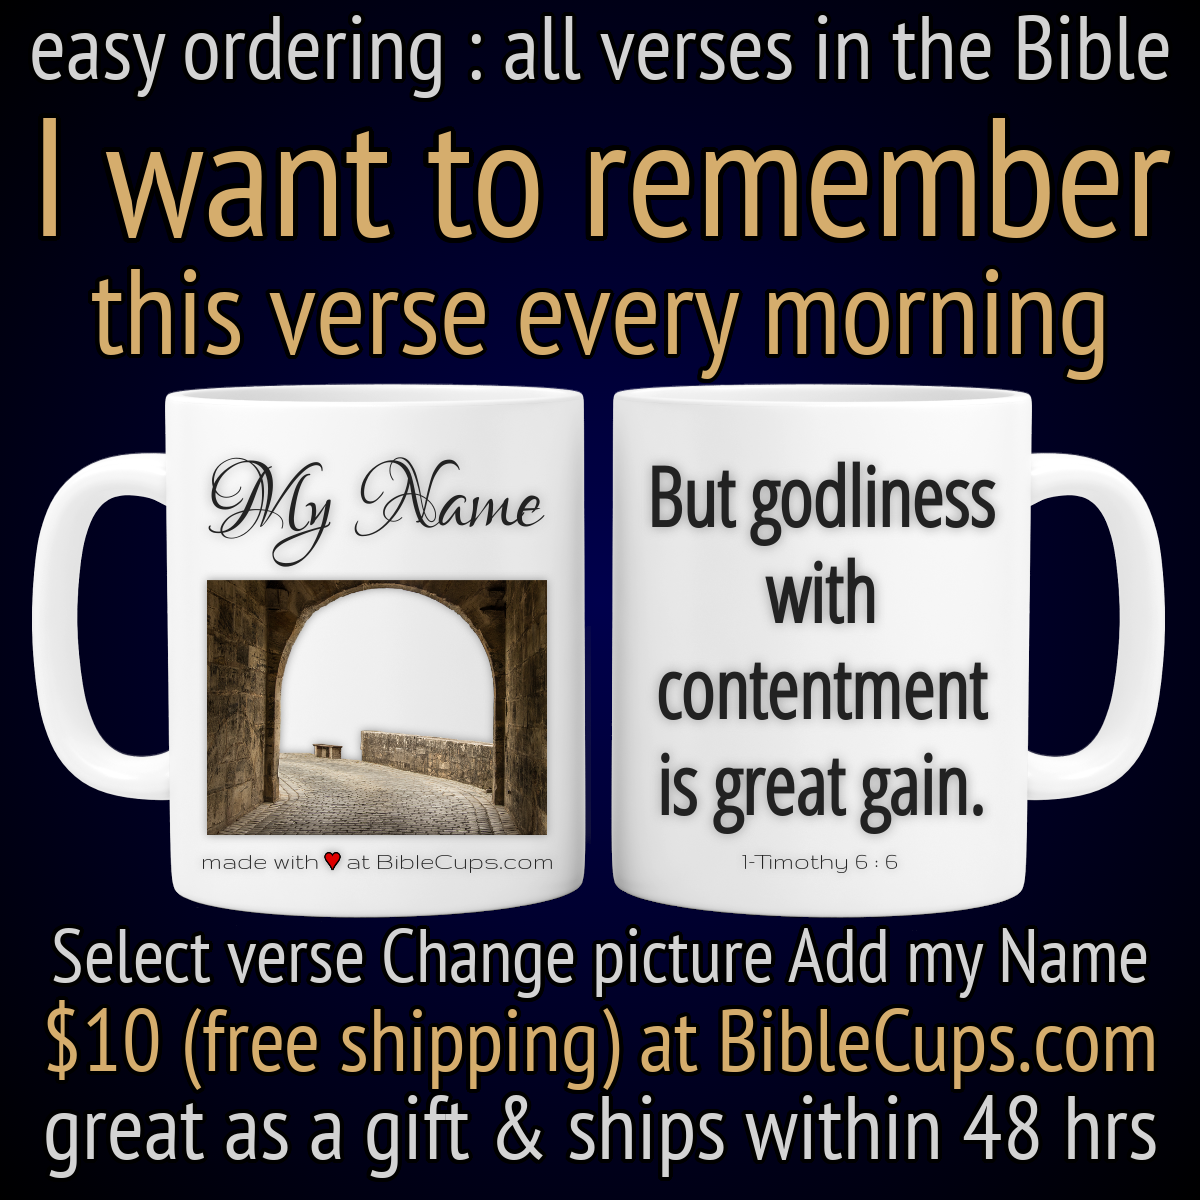 easy ordering : all verses in the Bible
I want to remember
this verse every morning
My Name
made with ♥ at BibleCups.com
But godliness
with
contentment
is great gain.
1-Timothy 6 : 6
Select verse Change picture Add my Name
$10 (free shipping) at BibleCups.com
great as a gift & ships within 48 hrs